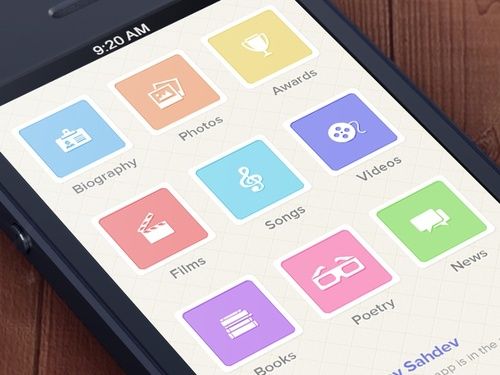 9:20 AM
Biography
Photos
Awards
Films
Songs
Videos
Books
Poetry
News
Sahdev
app is in the